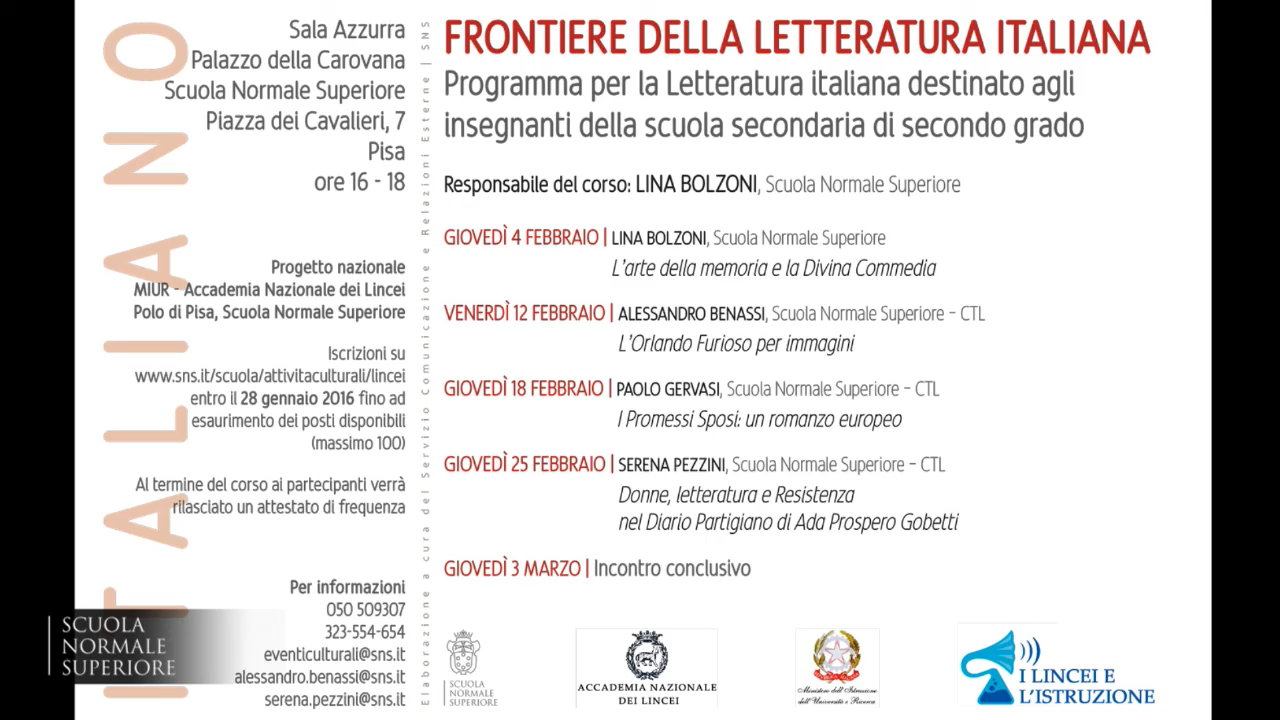 ITALIANO
Sala Azzurra
Palazzo della Carovana
Scuola Normale Superiore
Piazza dei Cavalieri, 7
Pisa
ore 16 - 18
Progetto nazionale
MIUR - Accademia Nazionale dei Lincei
Polo di Pisa, Scuola Normale Superiore
Iscrizioni su
www.sns.it/scuola/attivitaculturali/lincei
entro il 28 gennaio 2016 fino ad
esaurimento dei posti disponibili
(massimo 100)
Al termine del corso ai partecipanti verrà
rilasciato un attestato di frequenza
Per informazioni
050 509307
323-554-654
eventiculturali@sns.it
alessandro.benassi@sns.it
serena.pezzini@sns.it
SCUOLA
NORMALE
SUPERIORE
Elaborazione a cura del Servizio Comunicazione e Relazioni Esterne | SNS
FRONTIERE DELLA LETTERATURA ITALIANA
Programma per la Letteratura italiana destinato agli
insegnanti della scuola secondaria di secondo grado
Responsabile del corso: LINA BOLZONI, Scuola Normale Superiore
GIOVEDÌ 4 FEBBRAIO | LINA BOLZONI, Scuola Normale Superiore
L'arte della memoria e la Divina Commedia
VENERDÌ 12 FEBBRAIO | ALESSANDRO BENASSI, Scuola Normale Superiore – CTL
L'Orlando Furioso per immagini
GIOVEDÌ 18 FEBBRAIO | PAOLO GERVASI, Scuola Normale Superiore – CTL
I Promessi Sposi: un romanzo europeo
GIOVEDÌ 25 FEBBRAIO | SERENA PEZZINI, Scuola Normale Superiore – CTL
Donne, letteratura e Resistenza
nel Diario Partigiano di Ada Prospero Gobetti
GIOVEDÌ 3 MARZO | Incontro conclusivo
SCUOLA
NORMALE
SUPERIORE
ACCADEMIA NAZIONALE
DEI LINCEI
Ministero dell'Istruzione
dell'Università e Ricerca
I LINCEI E
L'ISTRUZIONE